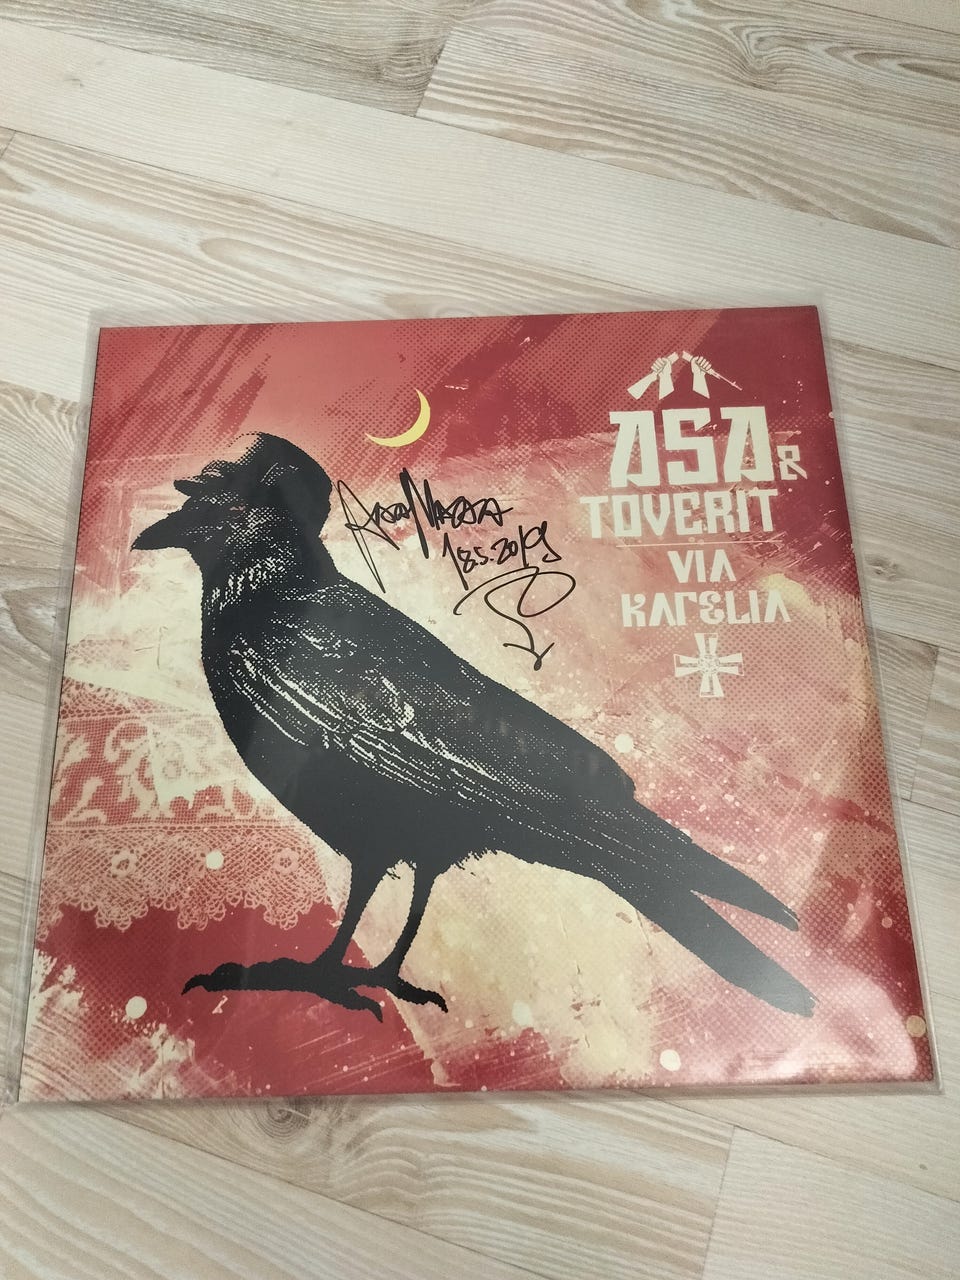 ASA &
TOVERIT
VIA
KARELIA
18.5.2019